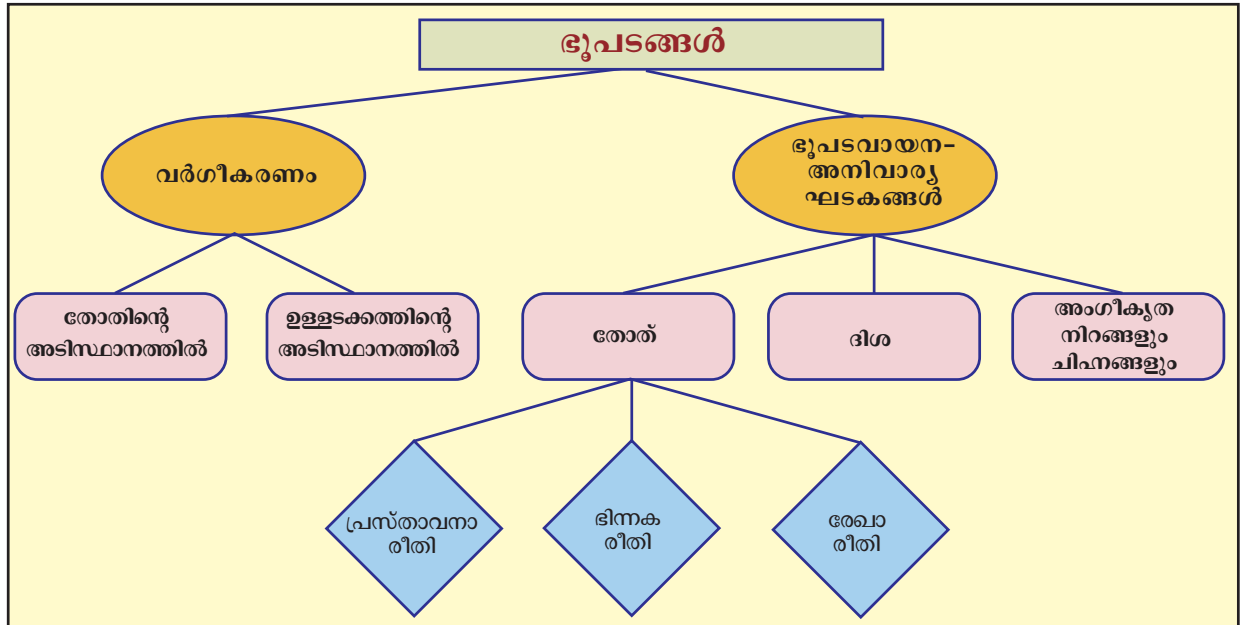 ഭൂപടങ്ങൾ
വർഗീകരണം
ഭൂപടവായന-
അനിവാര്യ
ഘടകങ്ങൾ
തോതിന്റെ
അടിസ്ഥാനത്തിൽ
ഉള്ളടക്കത്തിന്റെ
അടിസ്ഥാനത്തിൽ
തോത്
ദിശ
അംഗീകൃത
നിറങ്ങളും
ചിഹ്നങ്ങളും
പ്രസ്താവനാ
രീതി
ഭിന്നക
രീതി
രേഖാ
രീതി